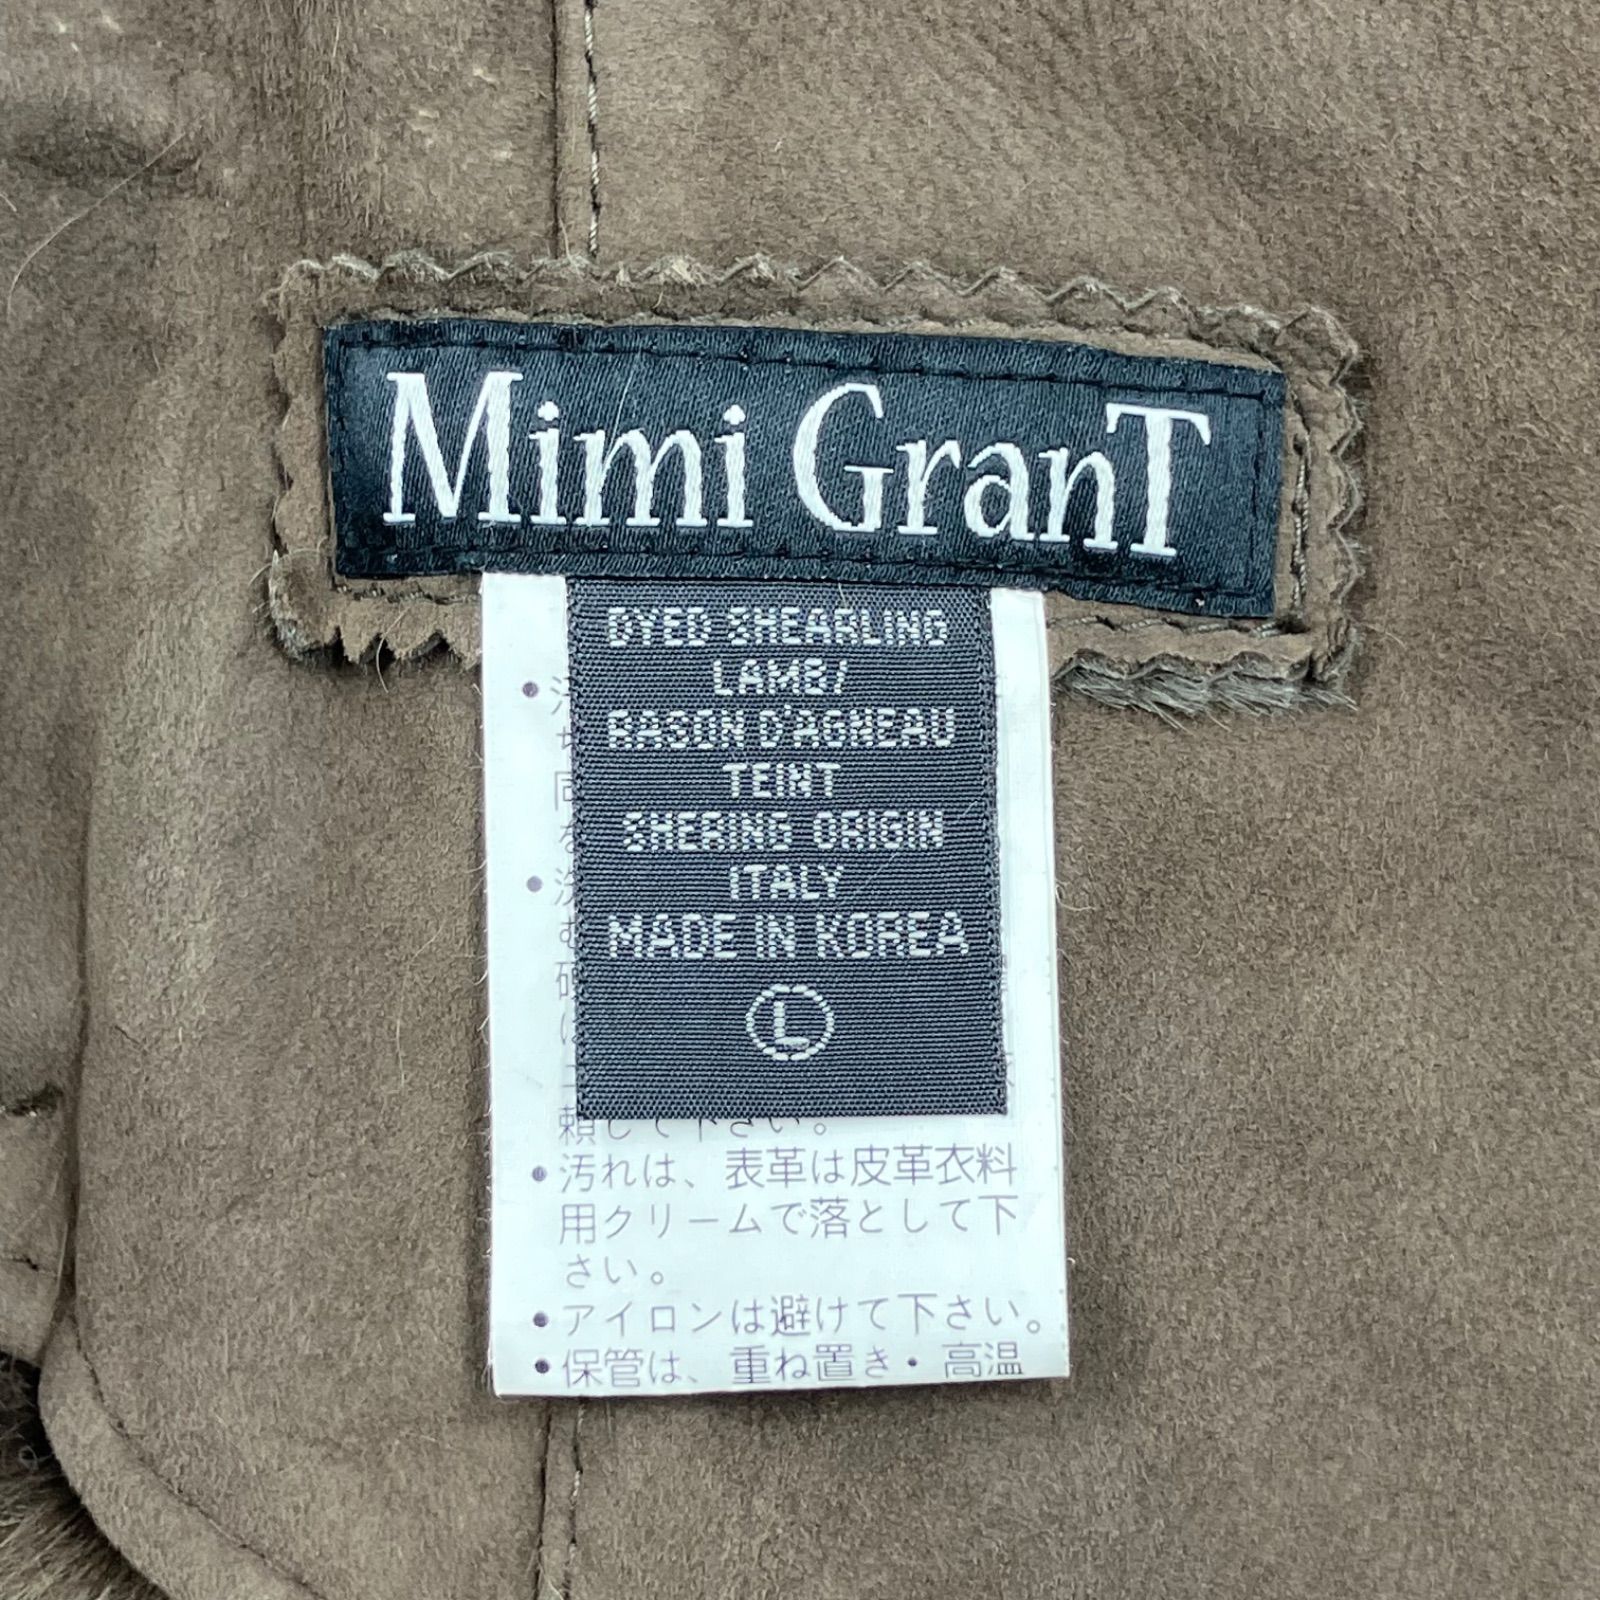 Mimi GranT
DYED SHEARLING
LAMB/
RASON D'AGNEAU
TEINT
SHERING ORIGIN
ITALY
MADE IN KOREA
L
頼して下さい。
• 汚れは、表革は皮革衣料
用クリームで落として下
さい。
• アイロンは避けて下さい。
• 保管は、重ね置き・高温